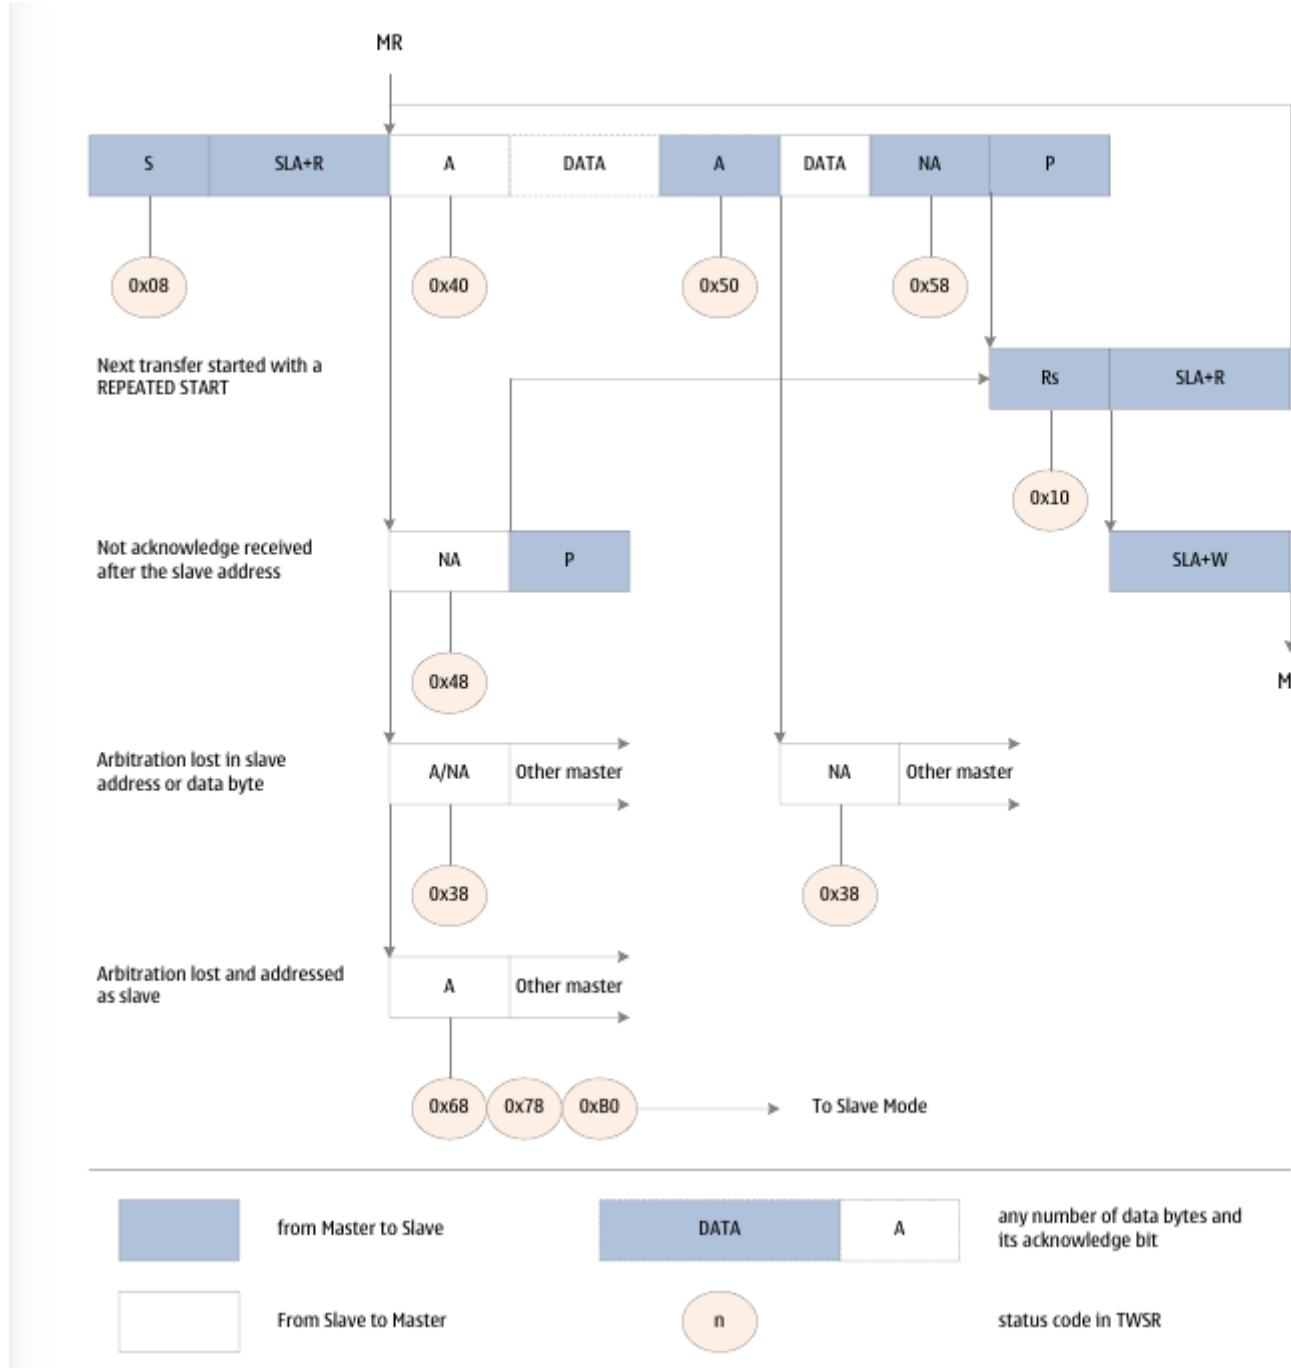 MR
S SLA+R A DATA A DATA NA P
0x08 0x40 0x50 0x58
Next transfer started with a
REPEATED START
Rs SLA+R
0x10
Not acknowledge received
after the slave address
NA P
SLA+W
0x48
M
Arbitration lost in slave
address or data byte
A/NA Other master
NA Other master
0x38 0x38
Arbitration lost and addressed
as slave
A Other master
0x68 0x78 0xB0 To Slave Mode
from Master to Slave
DATA A
any number of data bytes and
its acknowledge bit
From Slave to Master
n
status code in TWSR